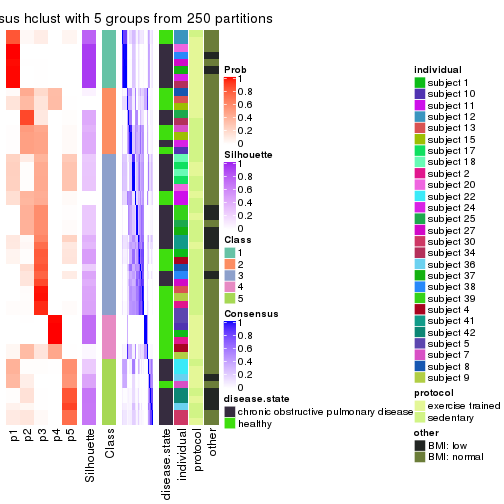 sus hclust with 5 groups from 250 partitions
p1
p2
p3
p4
p5
Silhouette
Class
disease.state
individual
protocol
other
Prob
1
0.8
0.6
0.4
0.2
0
Silhouette
1
0.8
0.6
0.4
0.2
0
Class
1
2
3
4
5
Consensus
1
0.8
0.6
0.4
0.2
0
disease.state
chronic obstructive pulmonary disease
healthy
individual
subject 1
subject 10
subject 11
subject 12
subject 13
subject 15
subject 17
subject 18
subject 2
subject 20
subject 22
subject 24
subject 25
subject 27
subject 30
subject 34
subject 36
subject 37
subject 38
subject 39
subject 4
subject 41
subject 42
subject 5
subject 7
subject 8
subject 9
protocol
exercise trained
sedentary
other
BMI: low
BMI: normal